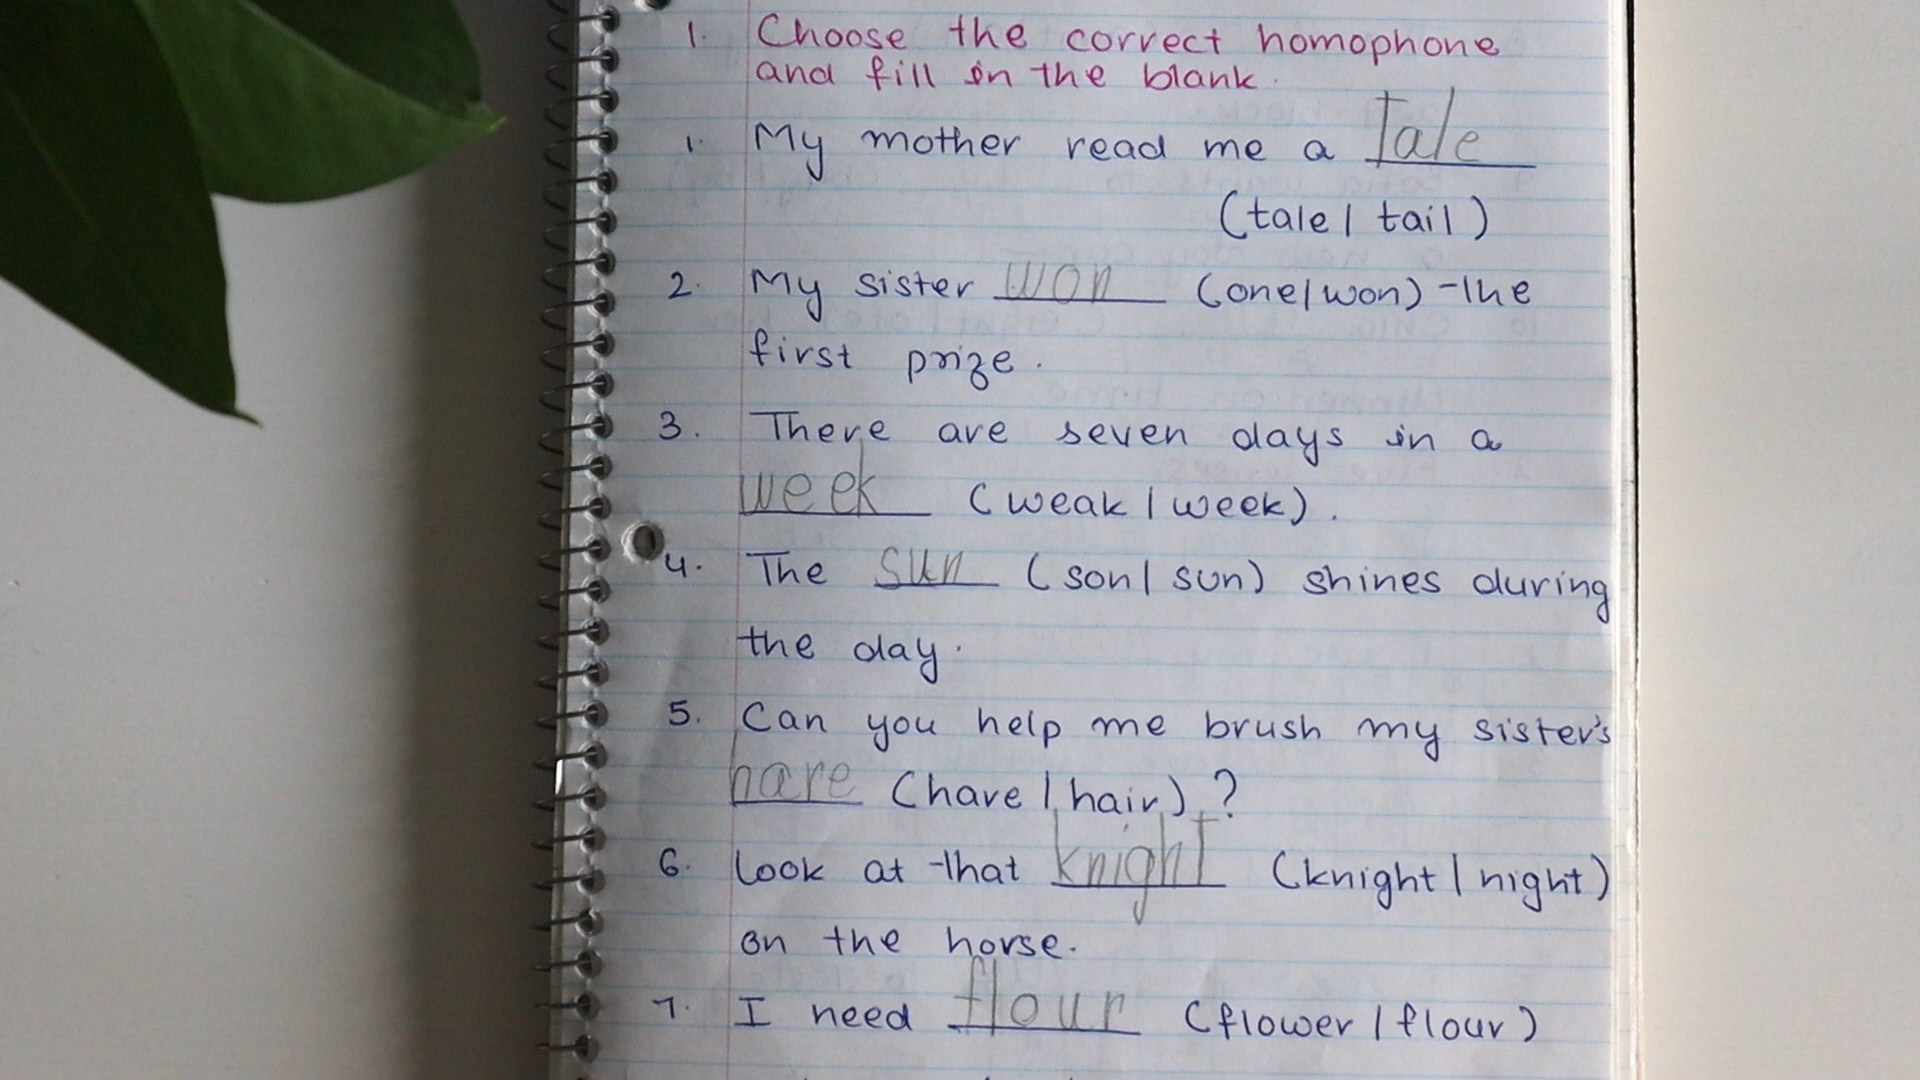 1. Choose the correct homophone
and fill in the blank.
1. My mother read me a Tale
(tale / tail)
2. My sister won (one/won) the
first prize.
3. There are seven days in a
week (weak / week).
4. The sun (son / sun) shines during
the day.
5. Can you help me brush my sister's
hare (hare / hair) ?
6. Look at that knight (knight / night)
on the horse.
7. I need flour (flower / flour)